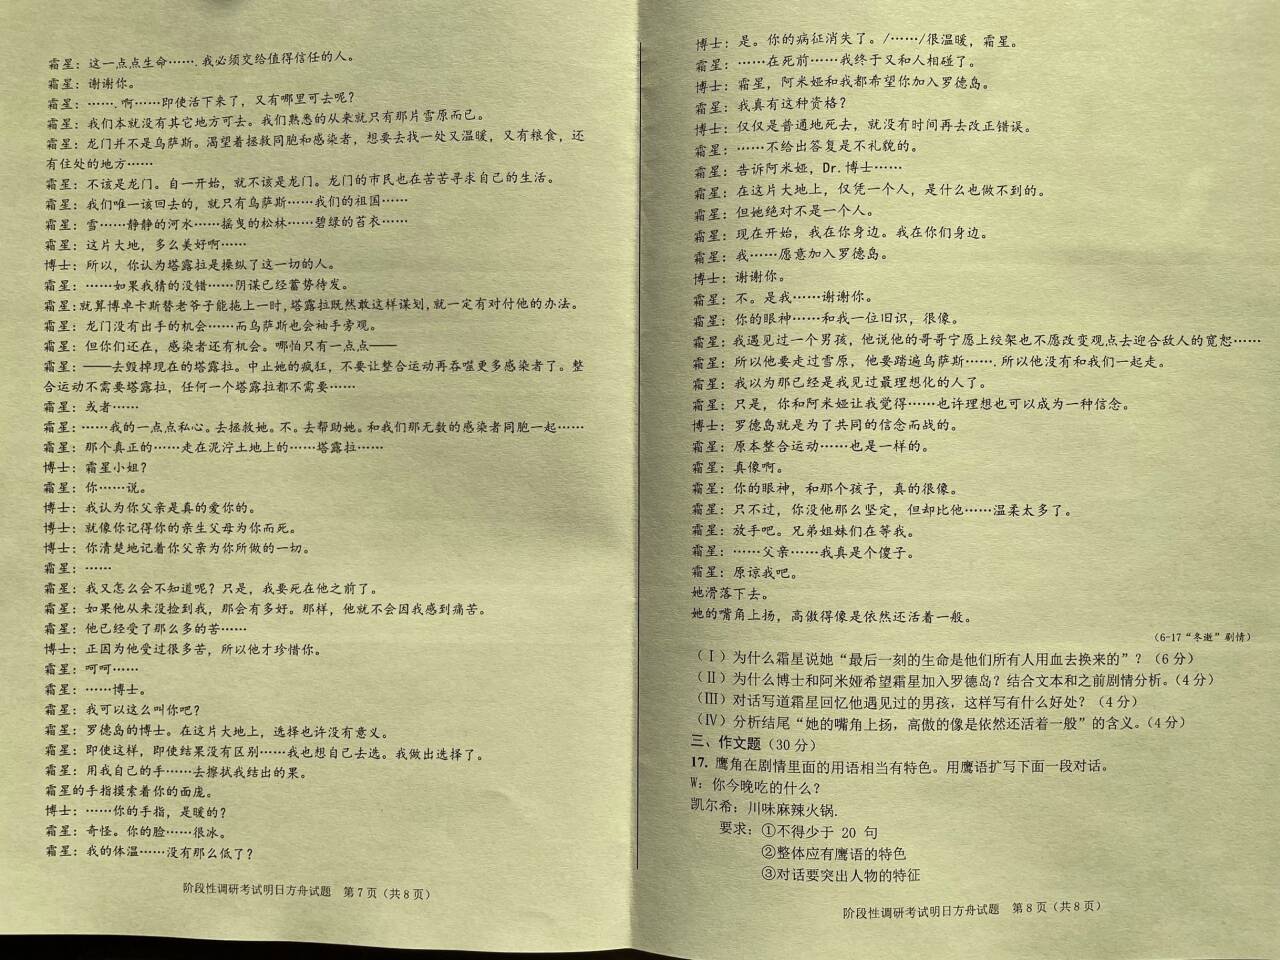 霜星：这一点点生命……. 我必须交给值得信任的人。
霜星：谢谢你。
霜星：……. 啊……即使活下来了，又有哪里可去呢？
霜星：我们本就没有其它地方可去。我们熟悉的从来就只有那片雪原而已。
霜星：龙门并不是乌萨斯。渴望着拯救同胞和感染者，想要去找一处又温暖，又有粮食，还
有住处的地方……
霜星：不该是龙门。自一开始，就不该是龙门。龙门的市民也在苦苦寻求自己的生活。
霜星：我们唯一该回去的，就只有乌萨斯……我们的祖国……
霜星：雪……静静的河水……摇曳的松林……碧绿的苔衣……
霜星：这片大地，多么美好啊……
博士：所以，你认为塔露拉是操纵了这一切的人。
霜星：……如果我猜的没错……阴谋已经蓄势待发。
霜星：就算博卓卡斯替老爷子能拖上一时，塔露拉既然敢这样谋划，就一定有对付他的办法。
霜星：龙门没有出手的机会……而乌萨斯也会袖手旁观。
霜星：但你们还在，感染者还有机会。哪怕只有一点点——
霜星：——去毁掉现在的塔露拉。中止她的疯狂，不要让整合运动再吞噬更多感染者了。整
合运动不需要塔露拉，任何一个塔露拉都不需要……
霜星：或者……
霜星：……我的一点点私心。去拯救她。不。去帮助她。和我们那无数的感染者同胞一起……
霜星：那个真正的……走在泥泞土地上的……塔露拉……
博士：霜星小姐？
霜星：你……说。
博士：我认为你父亲是真的爱你的。
博士：就像你记得你的亲生父母为你而死。
博士：你清楚地记着你父亲为你所做的一切。
霜星：……
霜星：我又怎么会不知道呢？只是，我要死在他之前了。
霜星：如果他从来没捡到我，那会有多好。那样，他就不会因我感到痛苦。
霜星：他已经受了那么多的苦……
博士：正因为他受过很多苦，所以他才珍惜你。
霜星：呵呵……
霜星：……博士。
霜星：我可以这么叫你吧？
霜星：罗德岛的博士。在这片大地上，选择也许没有意义。
霜星：即使这样，即使结果没有区别……我也想自己去选。我做出选择了。
霜星：用我自己的手……去擦拭我结出的果。
霜星的手指摸索着你的面庞。
博士：……你的手指，是暖的？
霜星：奇怪。你的脸……很冰。
霜星：我的体温……没有那么低了？
阶段性调研考试明日方舟试题 第 7 页（共 8 页）
博士：是。你的病征消失了。/……/很温暖，霜星。
霜星：……在死前……我终于又和人相碰了。
博士：霜星，阿米娅和我都希望你加入罗德岛。
霜星：我真有这种资格？
博士：仅仅是普通地死去，就没有时间再去改正错误。
霜星：……不给出答复是不礼貌的。
霜星：告诉阿米娅，Dr. 博士……
霜星：在这片大地上，仅凭一个人，是什么也做不到的。
霜星：但她绝对不是一个人。
霜星：现在开始，我在你身边。我在你们身边。
霜星：我……愿意加入罗德岛。
博士：谢谢你。
霜星：不。是我……谢谢你。
霜星：你的眼神……和我一位旧识，很像。
霜星：我遇见过一个男孩，他说他的哥哥宁愿上绞架也不愿改变观点去迎合敌人的宽恕……
霜星：所以他要走过雪原，他要踏遍乌萨斯……. 所以他没有和我们一起走。
霜星：我以为那已经是我见过最理想化的人了。
霜星：只是，你和阿米娅让我觉得……也许理想也可以成为一种信念。
博士：罗德岛就是为了共同的信念而战的。
霜星：原本整合运动……也是一样的。
霜星：真像啊。
霜星：你的眼神，和那个孩子，真的很像。
霜星：只不过，你没他那么坚定，但却比他……温柔太多了。
霜星：放手吧。兄弟姐妹们在等我。
霜星：……父亲……我真是个傻子。
霜星：原谅我吧。
她滑落下去。
她的嘴角上扬，高傲得像是依然还活着一般。
（6-17“冬逝”剧情）
（Ⅰ）为什么霜星说她“最后一刻的生命是他们所有人用血去换来的”？（6 分）
（Ⅱ）为什么博士和阿米娅希望霜星加入罗德岛？结合文本和之前剧情分析。（4 分）
（Ⅲ）对话写道霜星回忆他遇见过的男孩，这样写有什么好处？（4 分）
（Ⅳ）分析结尾“她的嘴角上扬，高傲的像是依然还活着一般”的含义。（4 分）
三、作文题（30 分）
17. 鹰角在剧情里面的用语相当有特色。用鹰语扩写下面一段对话。
W：你今晚吃的什么？
凯尔希：川味麻辣火锅.
要求：①不得少于 20 句
②整体应有鹰语的特色
③对话要突出人物的特征
阶段性调研考试明日方舟试题 第 8 页（共 8 页）